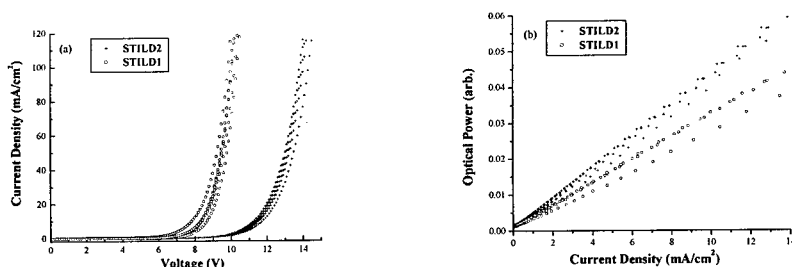 (a)
STILD2
STILD1
Current Density (mA/cm²)
120
100
80
60
40
20
0
0 2 4 6 8 10 12 14
Voltage (V)
(b)
STILD2
STILD1
Optical Power (arb.)
0.06
0.05
0.04
0.03
0.02
0.01
0.00
0 2 4 6 8 10 12 14
Current Density (mA/cm²)